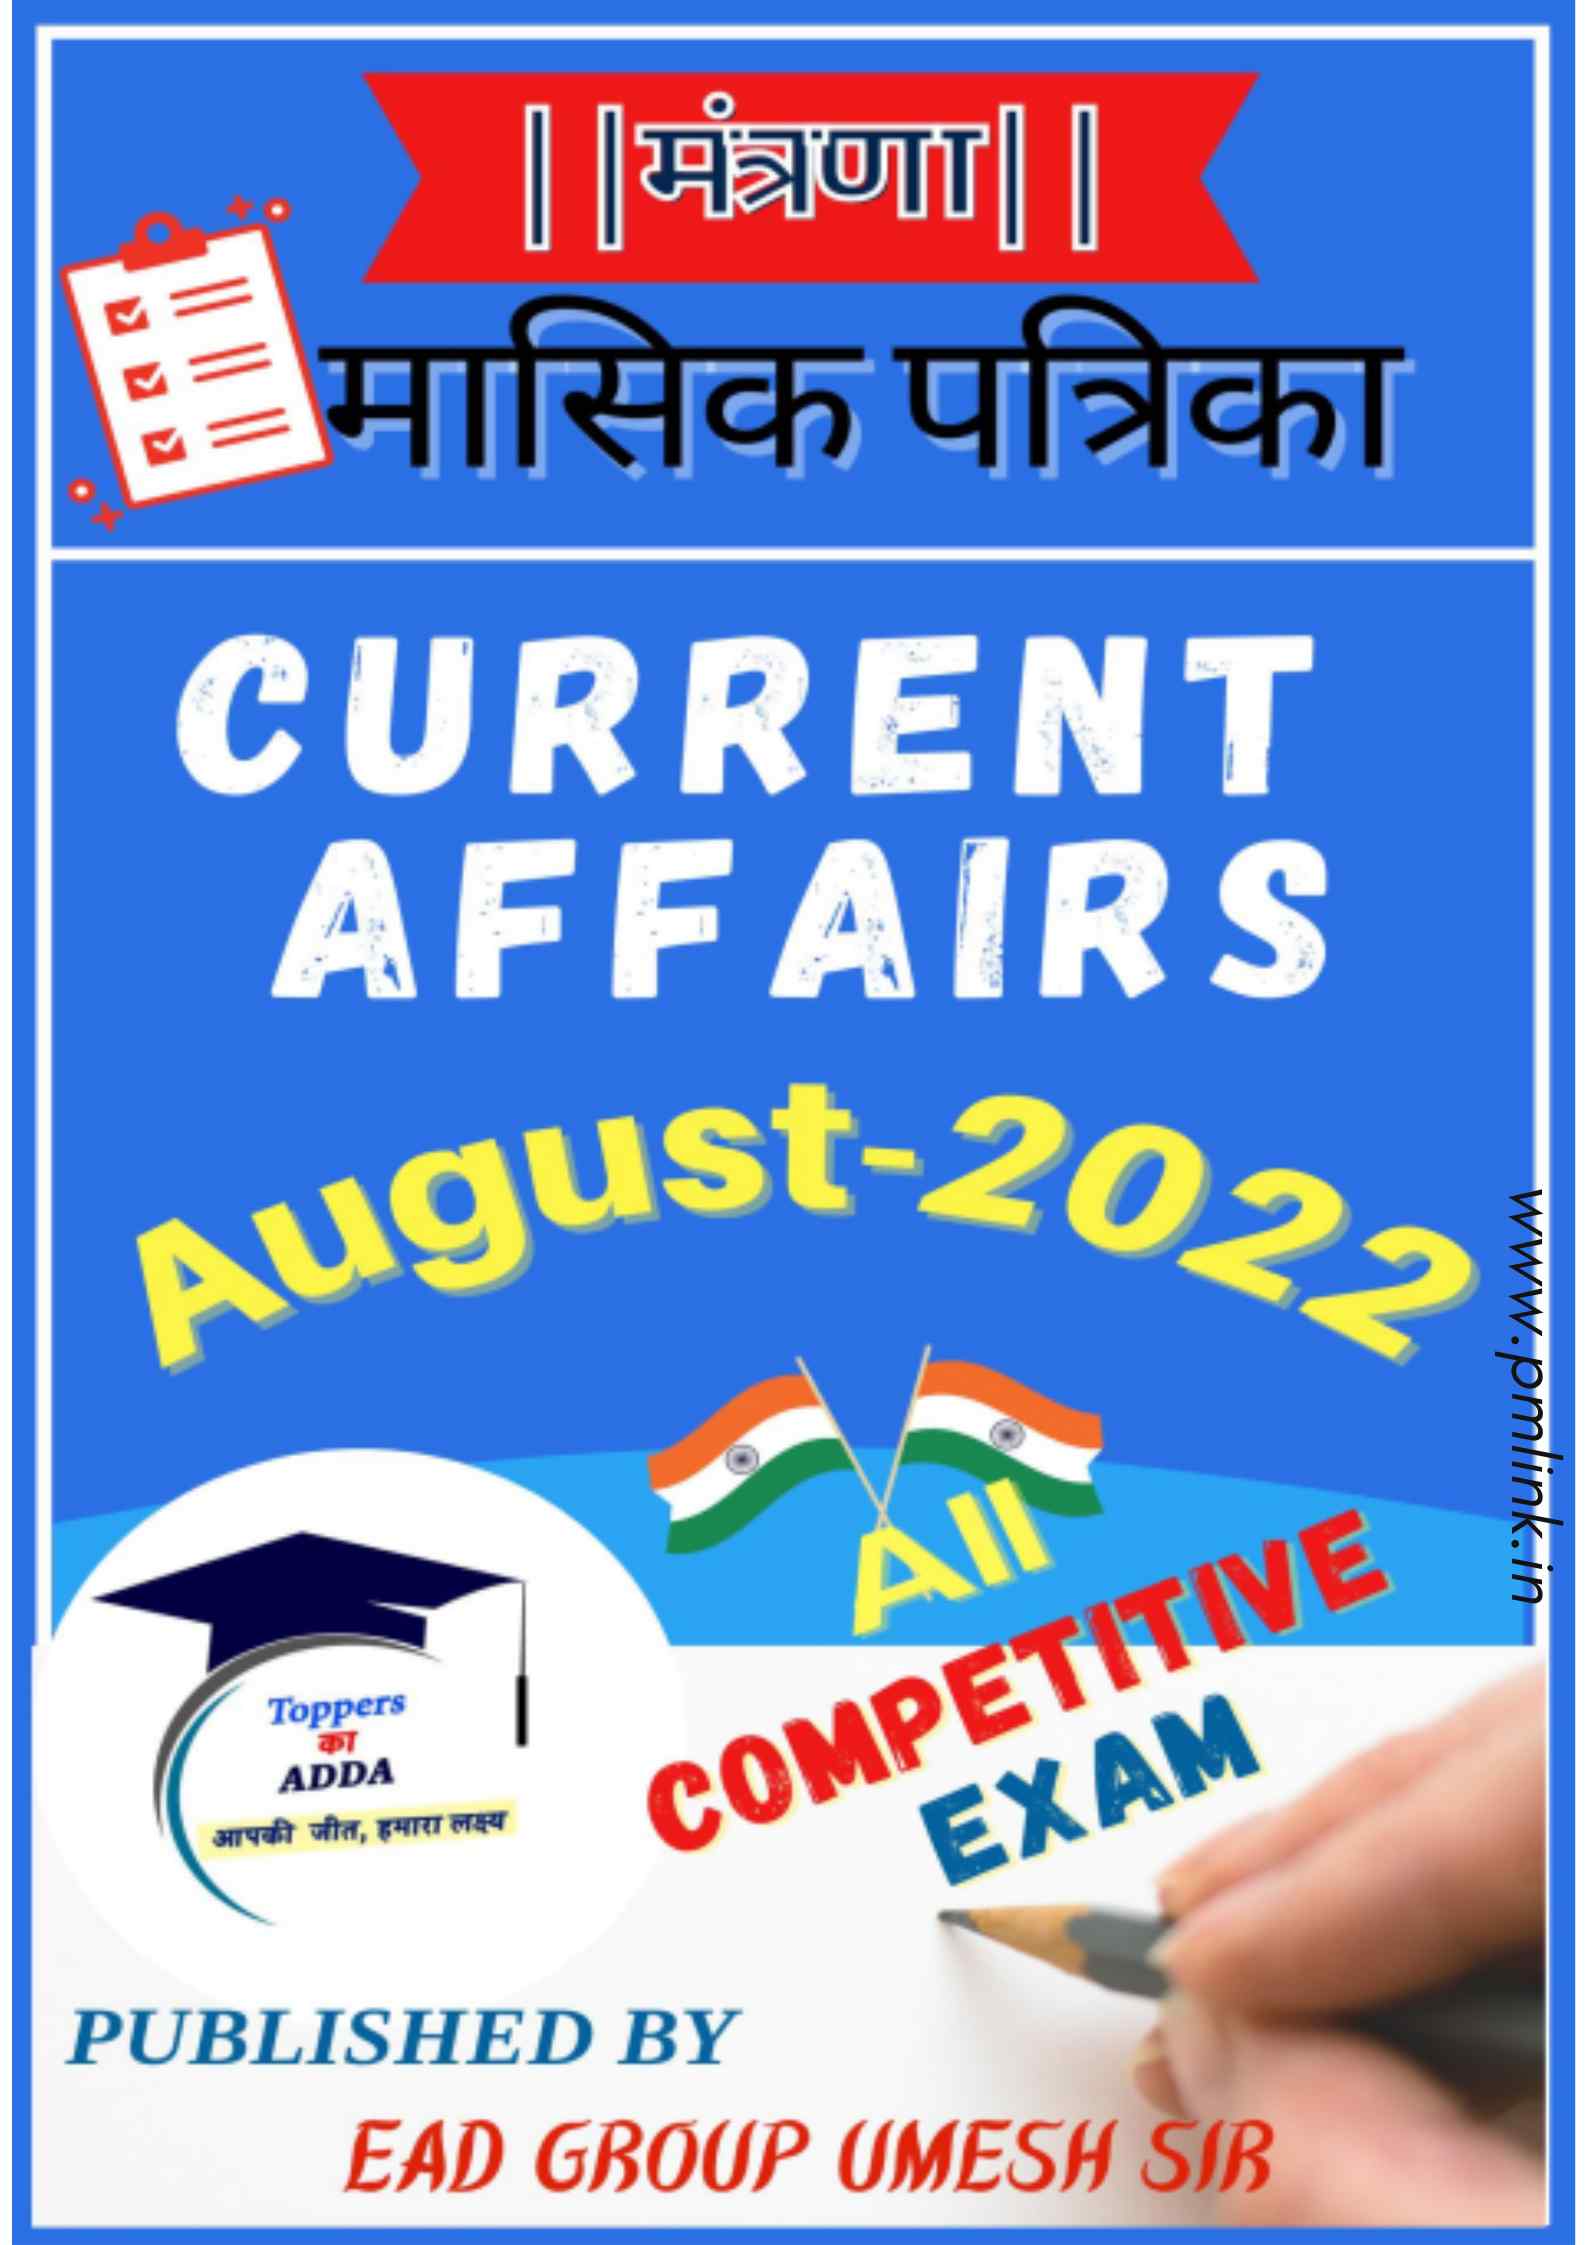 ||मंत्रणा||
मासिक पत्रिका
CURRENT
AFFAIRS
August-2022
www.pmlink.in
All
COMPETITIVE
EXAM
Toppers
का
ADDA
आपकी जीत, हमारा लक्ष्य
PUBLISHED BY
EAD GROUP UMESH SIR